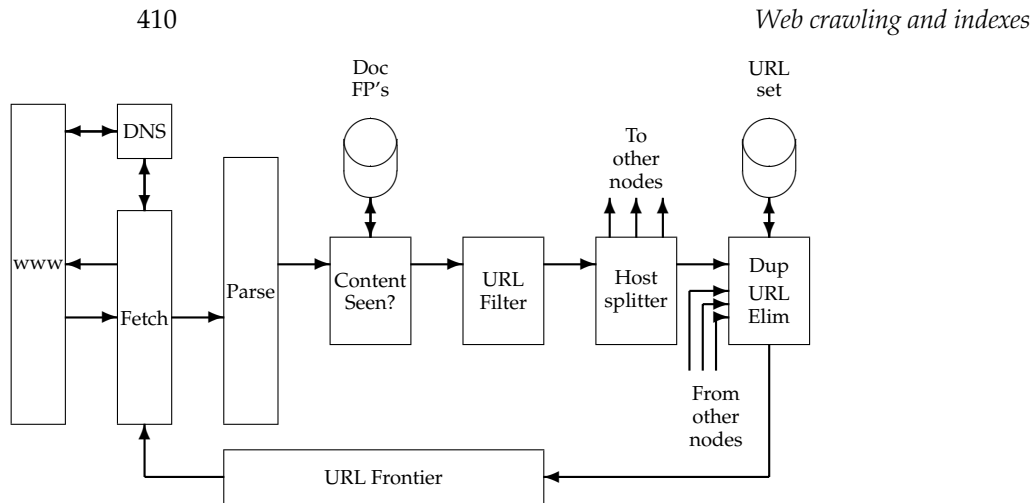 410
Web crawling and indexes
Doc
FP's
URL
set
DNS
To
other
nodes
www
Fetch
Parse
Content
Seen?
URL
Filter
Host
splitter
Dup
URL
Elim
From
other
nodes
URL Frontier